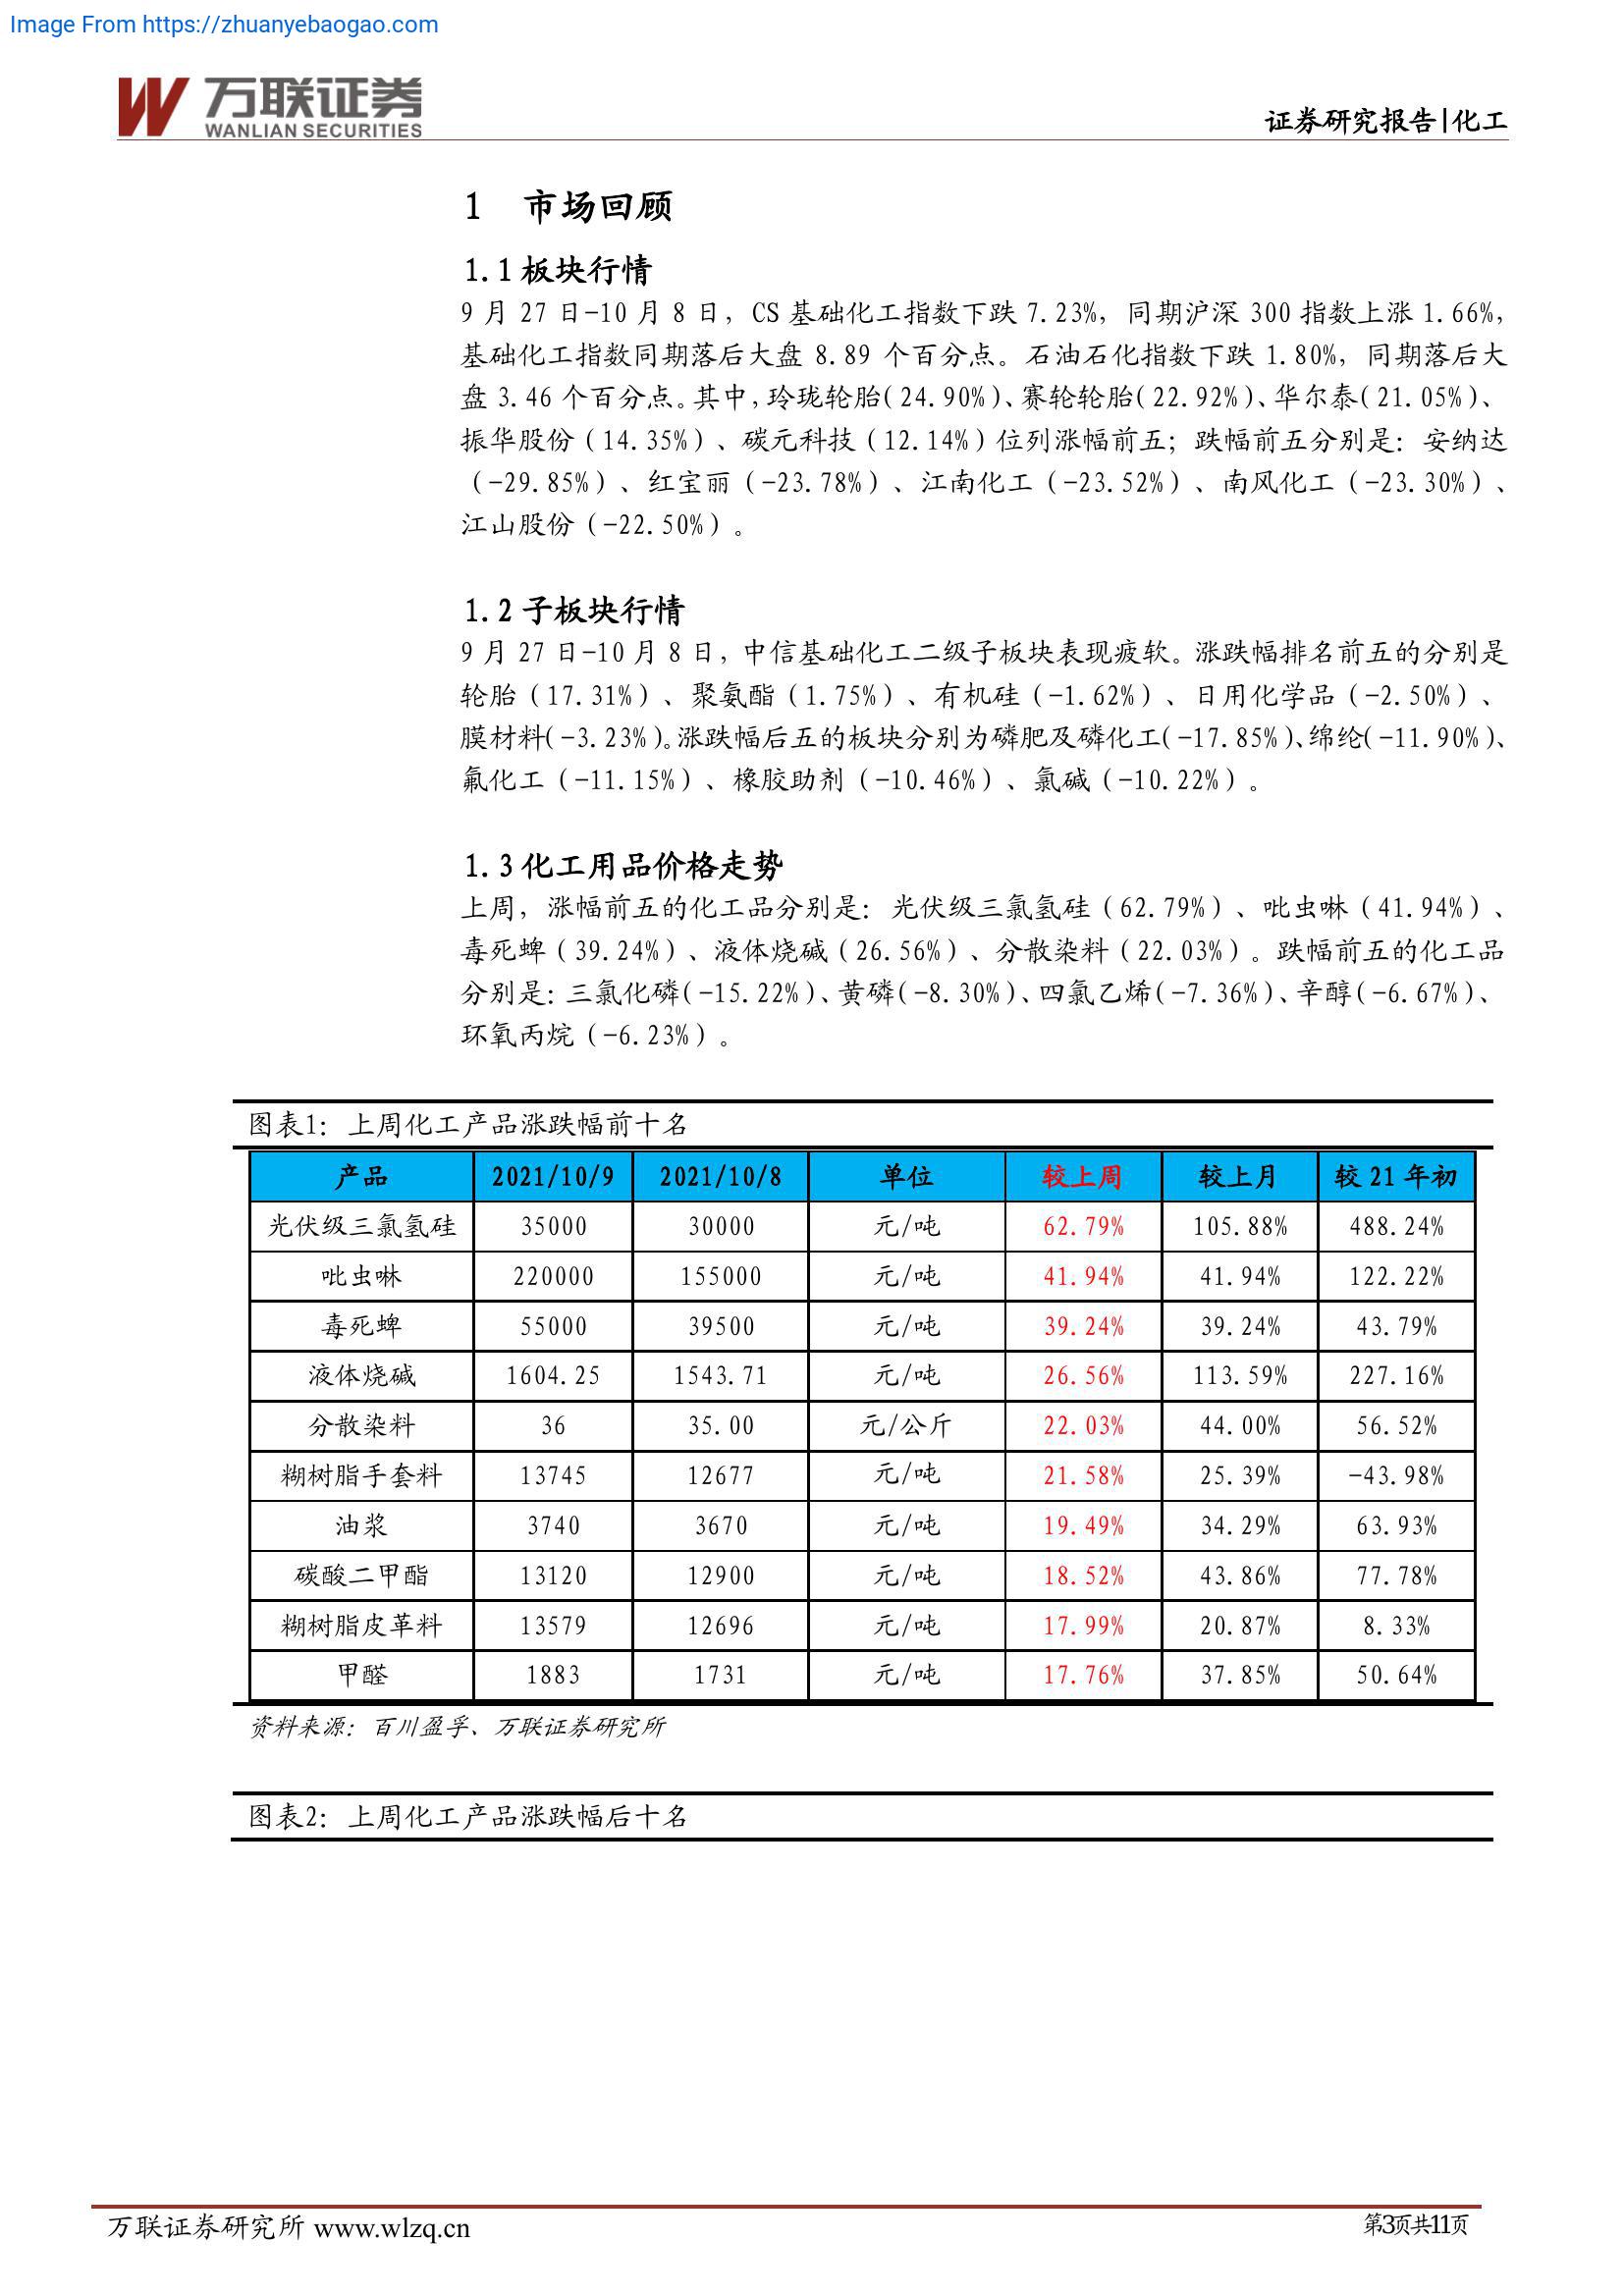 Image From https://zhuanyebaogao.com
万联证券
WANLIAN SECURITIES
证券研究报告|化工
1 市场回顾
1.1 板块行情
9 月 27 日-10 月 8 日，CS 基础化工指数下跌 7.23%，同期沪深 300 指数上涨 1.66%，
基础化工指数同期落后大盘 8.89 个百分点。石油石化指数下跌 1.80%，同期落后大
盘 3.46 个百分点。其中，玲珑轮胎（24.90%）、赛轮轮胎（22.92%）、华尔泰（21.05%）、
振华股份（14.35%）、碳元科技（12.14%）位列涨幅前五；跌幅前五分别是：安纳达
（-29.85%）、红宝丽（-23.78%）、江南化工（-23.52%）、南风化工（-23.30%）、
江山股份（-22.50%）。
1.2 子板块行情
9 月 27 日-10 月 8 日，中信基础化工二级子板块表现疲软。涨跌幅排名前五的分别是
轮胎（17.31%）、聚氨酯（1.75%）、有机硅（-1.62%）、日用化学品（-2.50%）、
膜材料（-3.23%）。涨跌幅后五的板块分别为磷肥及磷化工（-17.85%）、绵纶（-11.90%）、
氟化工（-11.15%）、橡胶助剂（-10.46%）、氯碱（-10.22%）。
1.3 化工用品价格走势
上周，涨幅前五的化工品分别是：光伏级三氯氢硅（62.79%）、吡虫啉（41.94%）、
毒死蜱（39.24%）、液体烧碱（26.56%）、分散染料（22.03%）。跌幅前五的化工品
分别是：三氯化磷（-15.22%）、黄磷（-8.30%）、四氯乙烯（-7.36%）、辛醇（-6.67%）、
环氧丙烷（-6.23%）。
图表1：上周化工产品涨跌幅前十名
产品 2021/10/9 2021/10/8 单位 较上周 较上月 较 21 年初
光伏级三氯氢硅 35000 30000 元/吨 62.79% 105.88% 488.24%
吡虫啉 220000 155000 元/吨 41.94% 41.94% 122.22%
毒死蜱 55000 39500 元/吨 39.24% 39.24% 43.79%
液体烧碱 1604.25 1543.71 元/吨 26.56% 113.59% 227.16%
分散染料 36 35.00 元/公斤 22.03% 44.00% 56.52%
糊树脂手套料 13745 12677 元/吨 21.58% 25.39% -43.98%
油浆 3740 3670 元/吨 19.49% 34.29% 63.93%
碳酸二甲酯 13120 12900 元/吨 18.52% 43.86% 77.78%
糊树脂皮革料 13579 12696 元/吨 17.99% 20.87% 8.33%
甲醛 1883 1731 元/吨 17.76% 37.85% 50.64%
资料来源：百川盈孚、万联证券研究所
图表2：上周化工产品涨跌幅后十名
万联证券研究所 www.wlzq.cn
第3页共11页